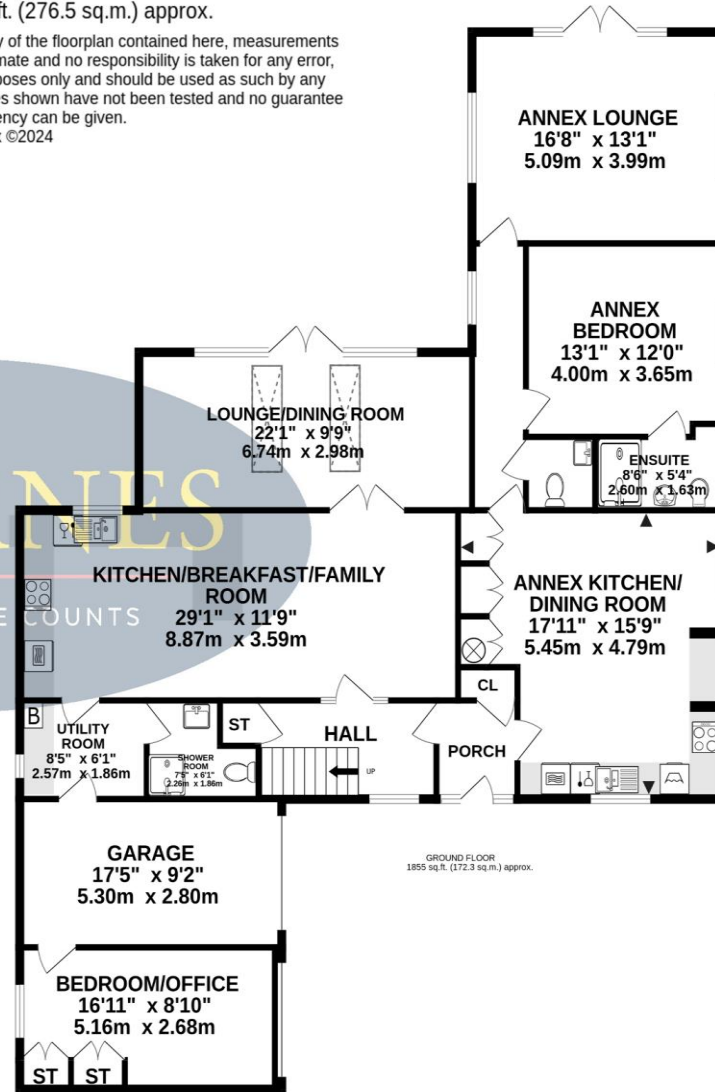 ft. (276.5 sq.m.) approx.
y of the floorplan contained here, measurements
mate and no responsibility is taken for any error,
poses only and should be used as such by any
es shown have not been tested and no guarantee
ency can be given.
x ©2024
ANNEX LOUNGE
16'8" x 13'1"
5.09m x 3.99m
ANNEX
BEDROOM
13'1" x 12'0"
4.00m x 3.65m
LOUNGE/DINING ROOM
22'1" x 9'9"
6.74m x 2.98m
ENSUITE
8'6" x 5'4"
2.60m x 1.63m
NES
KITCHEN/BREAKFAST/FAMILY
ROOM
29'1" x 11'9"
8.87m x 3.59m
E COUNTS
ANNEX KITCHEN/
DINING ROOM
17'11" x 15'9"
5.45m x 4.79m
CL
B
UTILITY
ROOM
8'5" x 6'1"
2.57m x 1.86m
SHOWER
ROOM
7'5" x 6'1"
2.26m x 1.86m
ST
HALL
UP
PORCH
GROUND FLOOR
1855 sq.ft. (172.3 sq.m.) approx.
GARAGE
17'5" x 9'2"
5.30m x 2.80m
BEDROOM/OFFICE
16'11" x 8'10"
5.16m x 2.68m
ST
ST